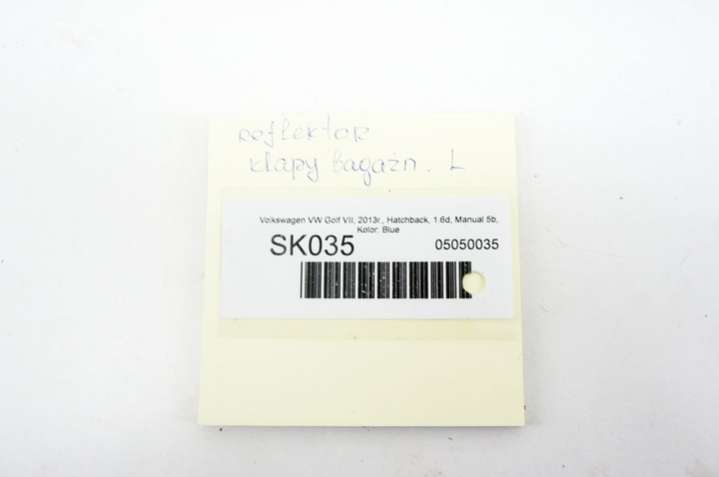 reflektor
klapy bagażn. L
Volkswagen VW Golf VII, 2013r., Hatchback, 1.6d, Manual 5b,
Kolor: Blue
SK035 05050035